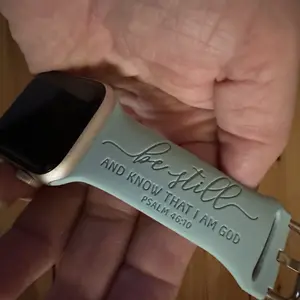 be still
AND KNOW THAT I AM GOD
PSALM 46:10